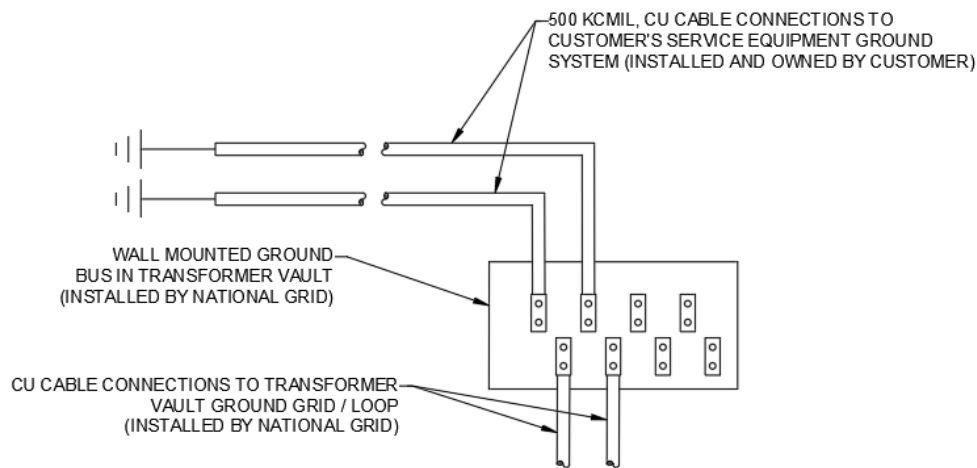 500 KCMIL, CU CABLE CONNECTIONS TO
CUSTOMER'S SERVICE EQUIPMENT GROUND
SYSTEM (INSTALLED AND OWNED BY CUSTOMER)
WALL MOUNTED GROUND
BUS IN TRANSFORMER VAULT
(INSTALLED BY NATIONAL GRID)
CU CABLE CONNECTIONS TO TRANSFORMER
VAULT GROUND GRID / LOOP
(INSTALLED BY NATIONAL GRID)